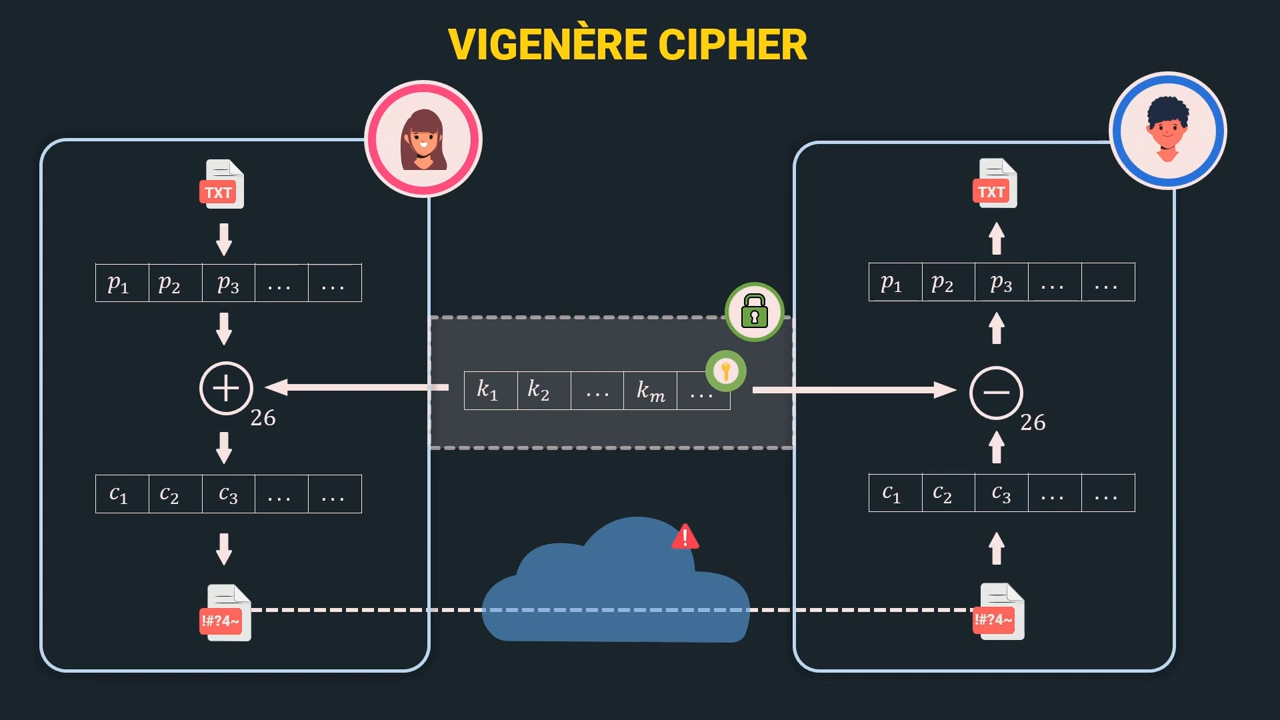 VIGENÈRE CIPHER
TXT
p1 p2 p3 ... ...
26
c1 c2 c3 ... ...
!#?4~
k1 k2 ... km ...
!
TXT
p1 p2 p3 ... ...
26
c1 c2 c3 ... ...
!#?4~